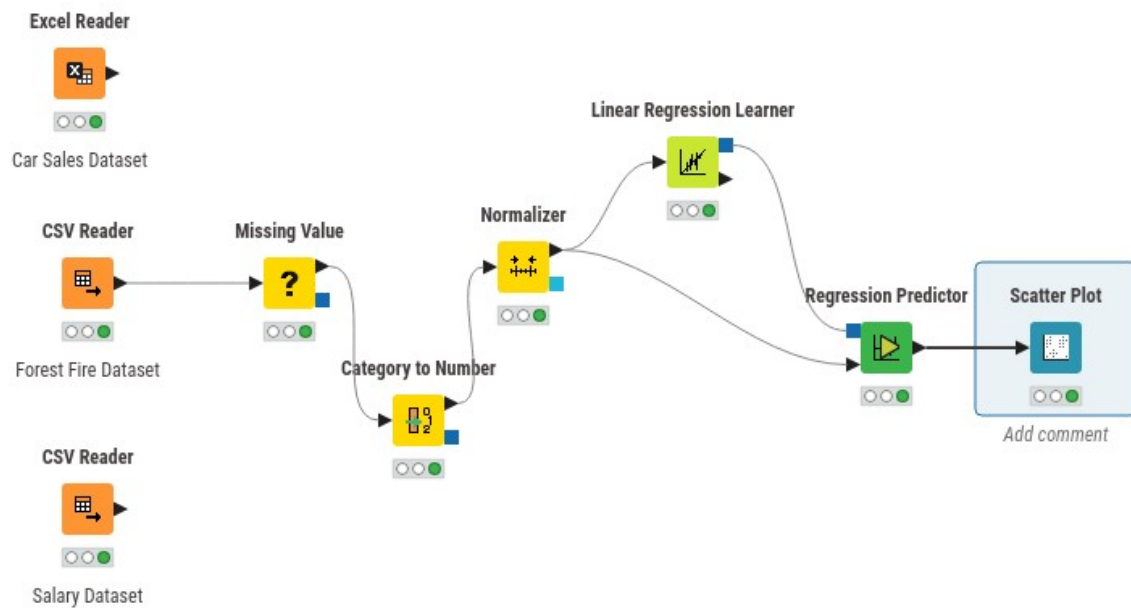 Excel Reader
Car Sales Dataset
Linear Regression Learner
CSV Reader
Missing Value
Normalizer
Forest Fire Dataset
Category to Number
Regression Predictor
Scatter Plot
Add comment
CSV Reader
Salary Dataset